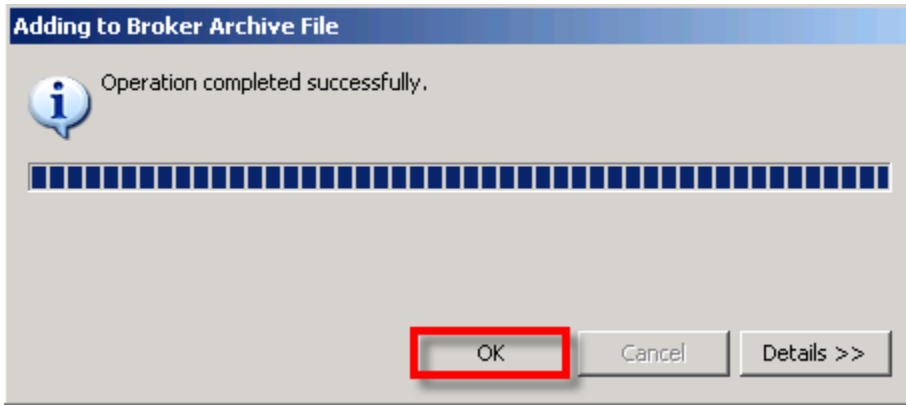 Adding to Broker Archive File
Operation completed successfully.
OK Cancel Details >>